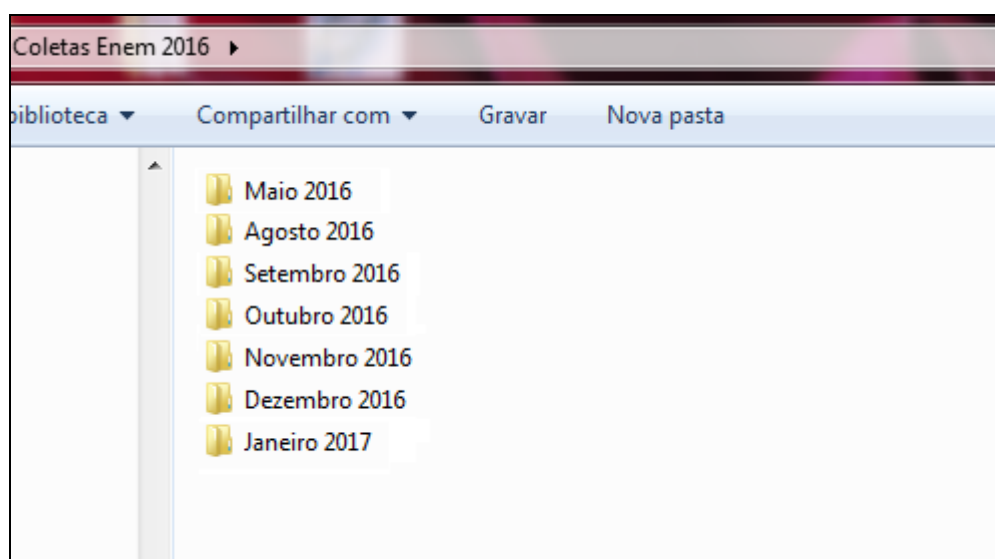 Coletas Enem 2016
biblioteca Compartilhar com Gravar Nova pasta
Maio 2016
Agosto 2016
Setembro 2016
Outubro 2016
Novembro 2016
Dezembro 2016
Janeiro 2017